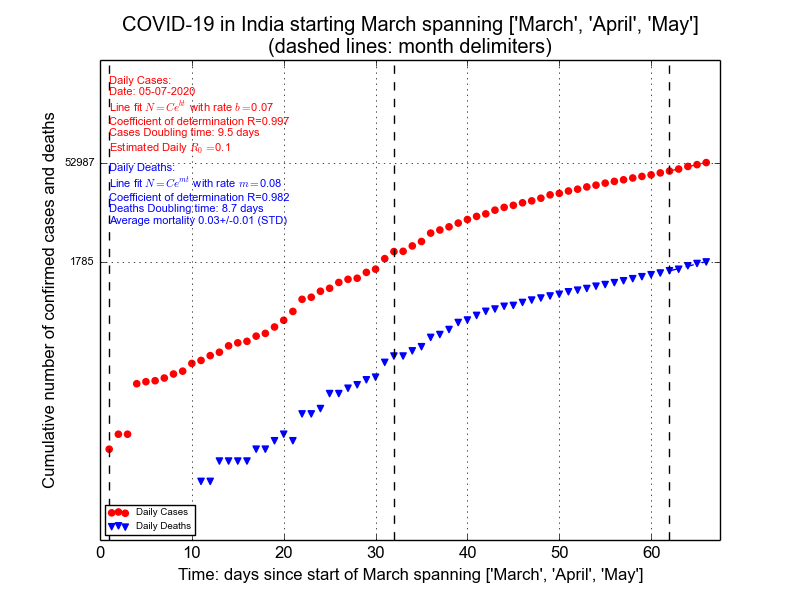 COVID-19 in India starting March spanning ['March', 'April', 'May']
(dashed lines: month delimiters)
Daily Cases:
Date: 05-07-2020
Line fit N=Ce^{bt} with rate b=0.07
Coefficient of determination R=0.997
Cases Doubling time: 9.5 days
Estimated Daily R_0=0.1
Daily Deaths:
Line fit N=Ce^{mt} with rate m=0.08
Coefficient of determination R=0.982
Deaths Doubling time: 8.7 days
Average mortality 0.03+/-0.01 (STD)
52987
1785
Cumulative number of confirmed cases and deaths
Daily Cases
Daily Deaths
0 10 20 30 40 50 60
Time: days since start of March spanning ['March', 'April', 'May']